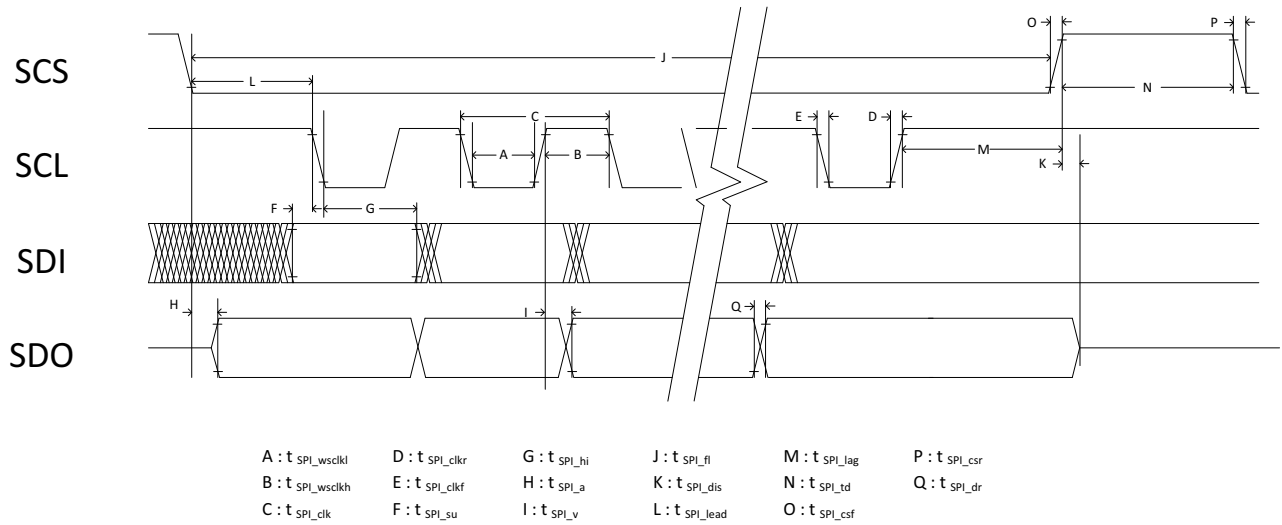 O
P
SCS
J
L
N
C
E
D
A
B
M
SCL
K
F
G
SDI
H
I
Q
SDO
A : t SPI_wsclkl
D : t SPI_clkr
G : t SPI_hi
J : t SPI_fl
M : t SPI_lag
P : t SPI_csr
B : t SPI_wsclkh
E : t SPI_clkf
H : t SPI_a
K : t SPI_dis
N : t SPI_td
Q : t SPI_dr
C : t SPI_clk
F : t SPI_su
I : t SPI_v
L : t SPI_lead
O : t SPI_csf